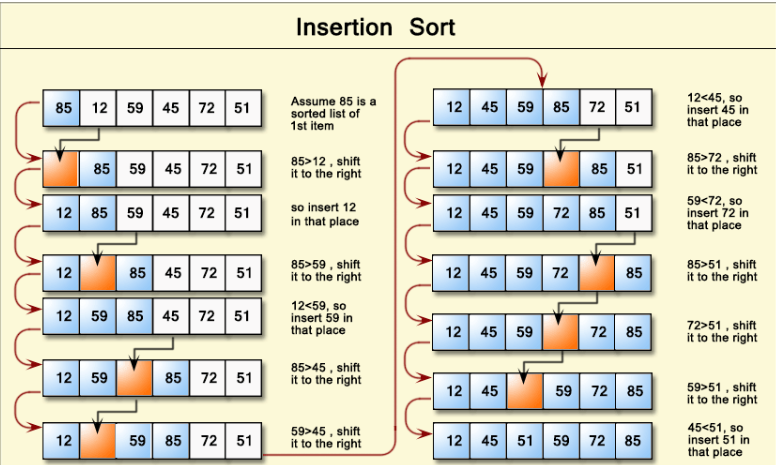 Insertion Sort
85 12 59 45 72 51
Assume 85 is a
sorted list of
1st item
85 59 45 72 51
85>12 , shift
it to the right
12 85 59 45 72 51
so insert 12
in that place
12 85 45 72 51
85>59 , shift
it to the right
12 59 85 45 72 51
12<59, so
insert 59 in
that place
12 59 85 72 51
85>45 , shift
it to the right
12 59 85 72 51
59>45 , shift
it to the right
12 45 59 85 72 51
12<45, so
insert 45 in
that place
12 45 59 85 51
85>72 , shift
it to the right
12 45 59 72 85 51
59<72, so
insert 72 in
that place
12 45 59 72 85
85>51 , shift
it to the right
12 45 59 72 85
72>51 , shift
it to the right
12 45 59 72 85
59>51 , shift
it to the right
12 45 51 59 72 85
45<51, so
insert 51 in
that place